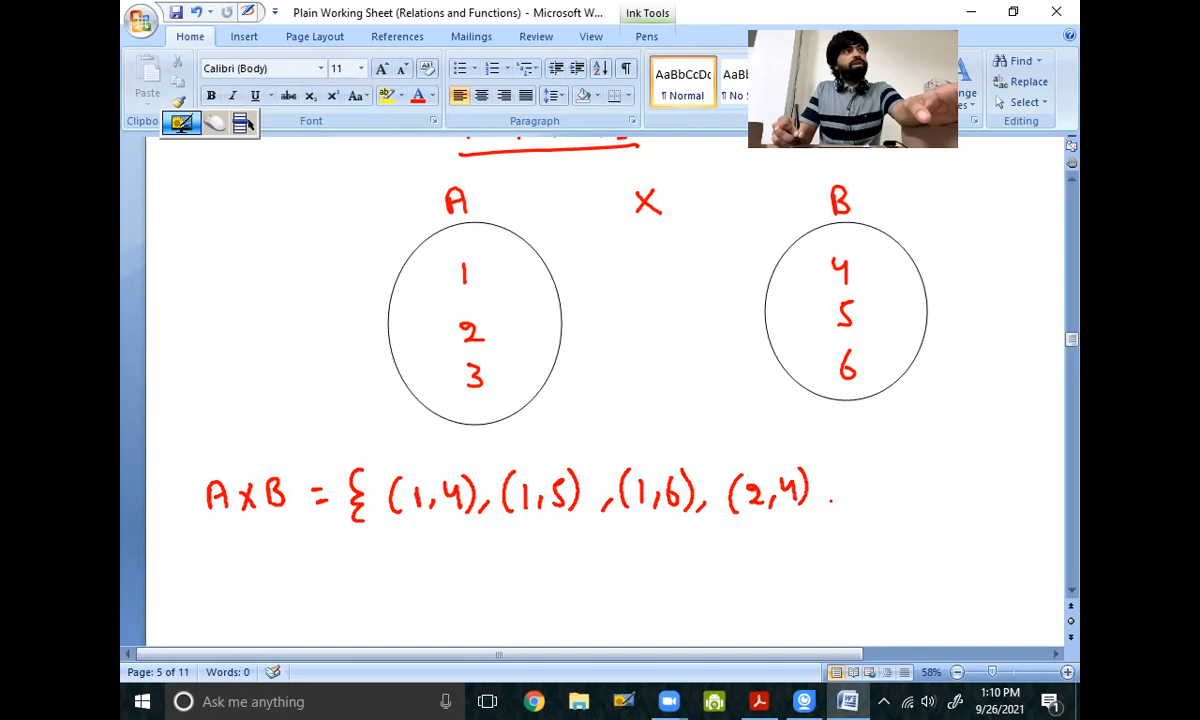 Plain Working Sheet (Relations and Functions) - Microsoft W...
Ink Tools
Home Insert Page Layout References Mailings Review View Pens
Paste
Calibri (Body) 11
AaBbCcDc
¶ Normal
¶ No S
Find
Replace
Select
Clipbo Font Paragraph Editing
A X B
1 4
2 5
3 6
A X B = { (1,4), (1,5) , (1,6), (2,4) .
Page: 5 of 11 Words: 0 58%
Ask me anything
1:10 PM
9/26/2021